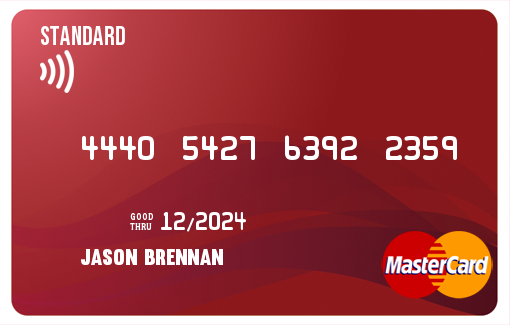 STANDARD
4440 5427 6392 2359
GOOD THRU 12/2024
JASON BRENNAN
MasterCard